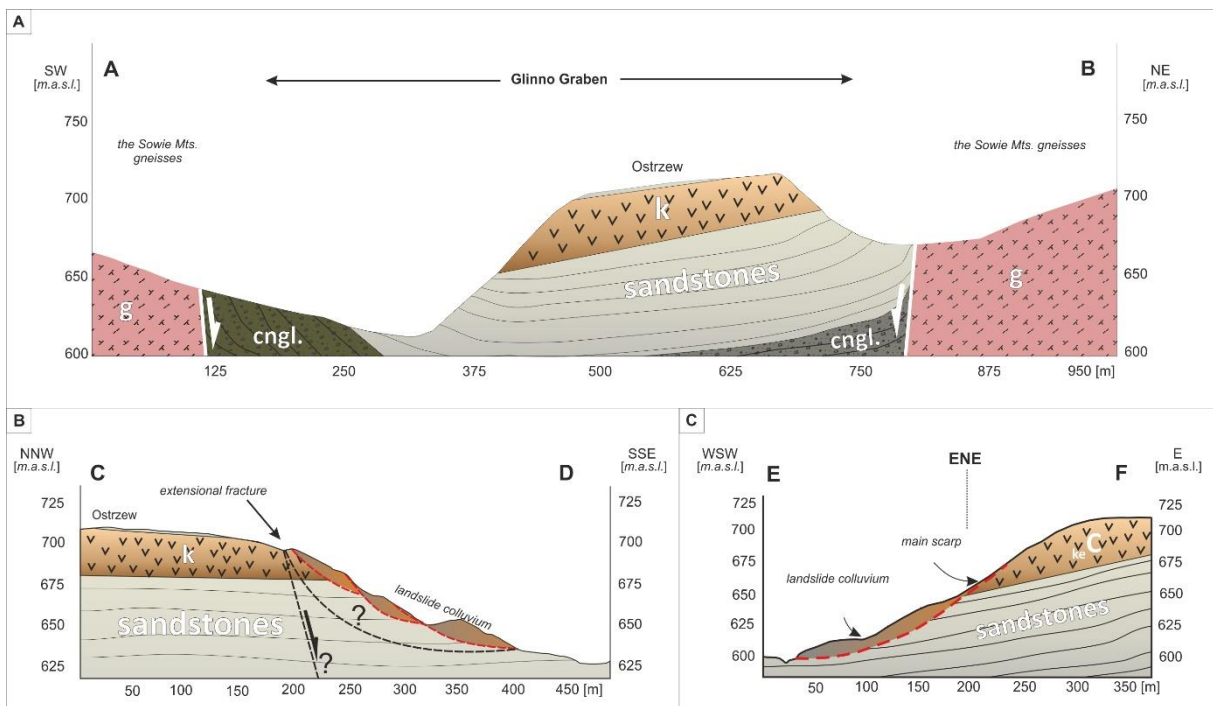 A
SW
[m.a.s.l.]
A
Glinno Graben
B
NE
[m.a.s.l.]
750
the Sowie Mts.
gneisses
Ostrzew
the Sowie Mts.
gneisses
750
700
k
700
650
g
sandstones
g
650
cngl.
cngl.
600
600
125
250
375
500
625
750
875
950 [m]
B
NNW
[m.a.s.l.]
C
D
SSE
[m.a.s.l.]
extensional fracture
725
Ostrzew
725
700
k
700
675
675
landslide colluvium
650
sandstones
?
650
625
?
625
50
100
150
200
250
300
350
400
450 [m]
C
WSW
[m.a.s.l.]
E
ENE
F
E
[m.a.s.l.]
725
725
700
main scarp
keC
700
675
landslide colluvium
675
650
sandstones
650
625
625
600
600
50
100
150
200
250
300
350 [m]